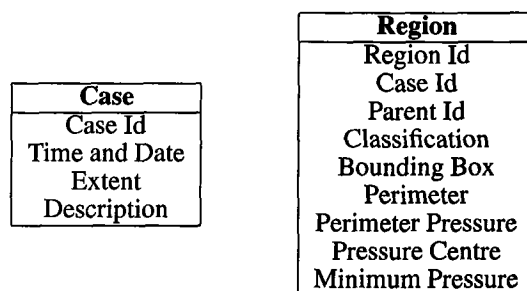 Case
Case Id
Time and Date
Extent
Description
Region
Region Id
Case Id
Parent Id
Classification
Bounding Box
Perimeter
Perimeter Pressure
Pressure Centre
Minimum Pressure